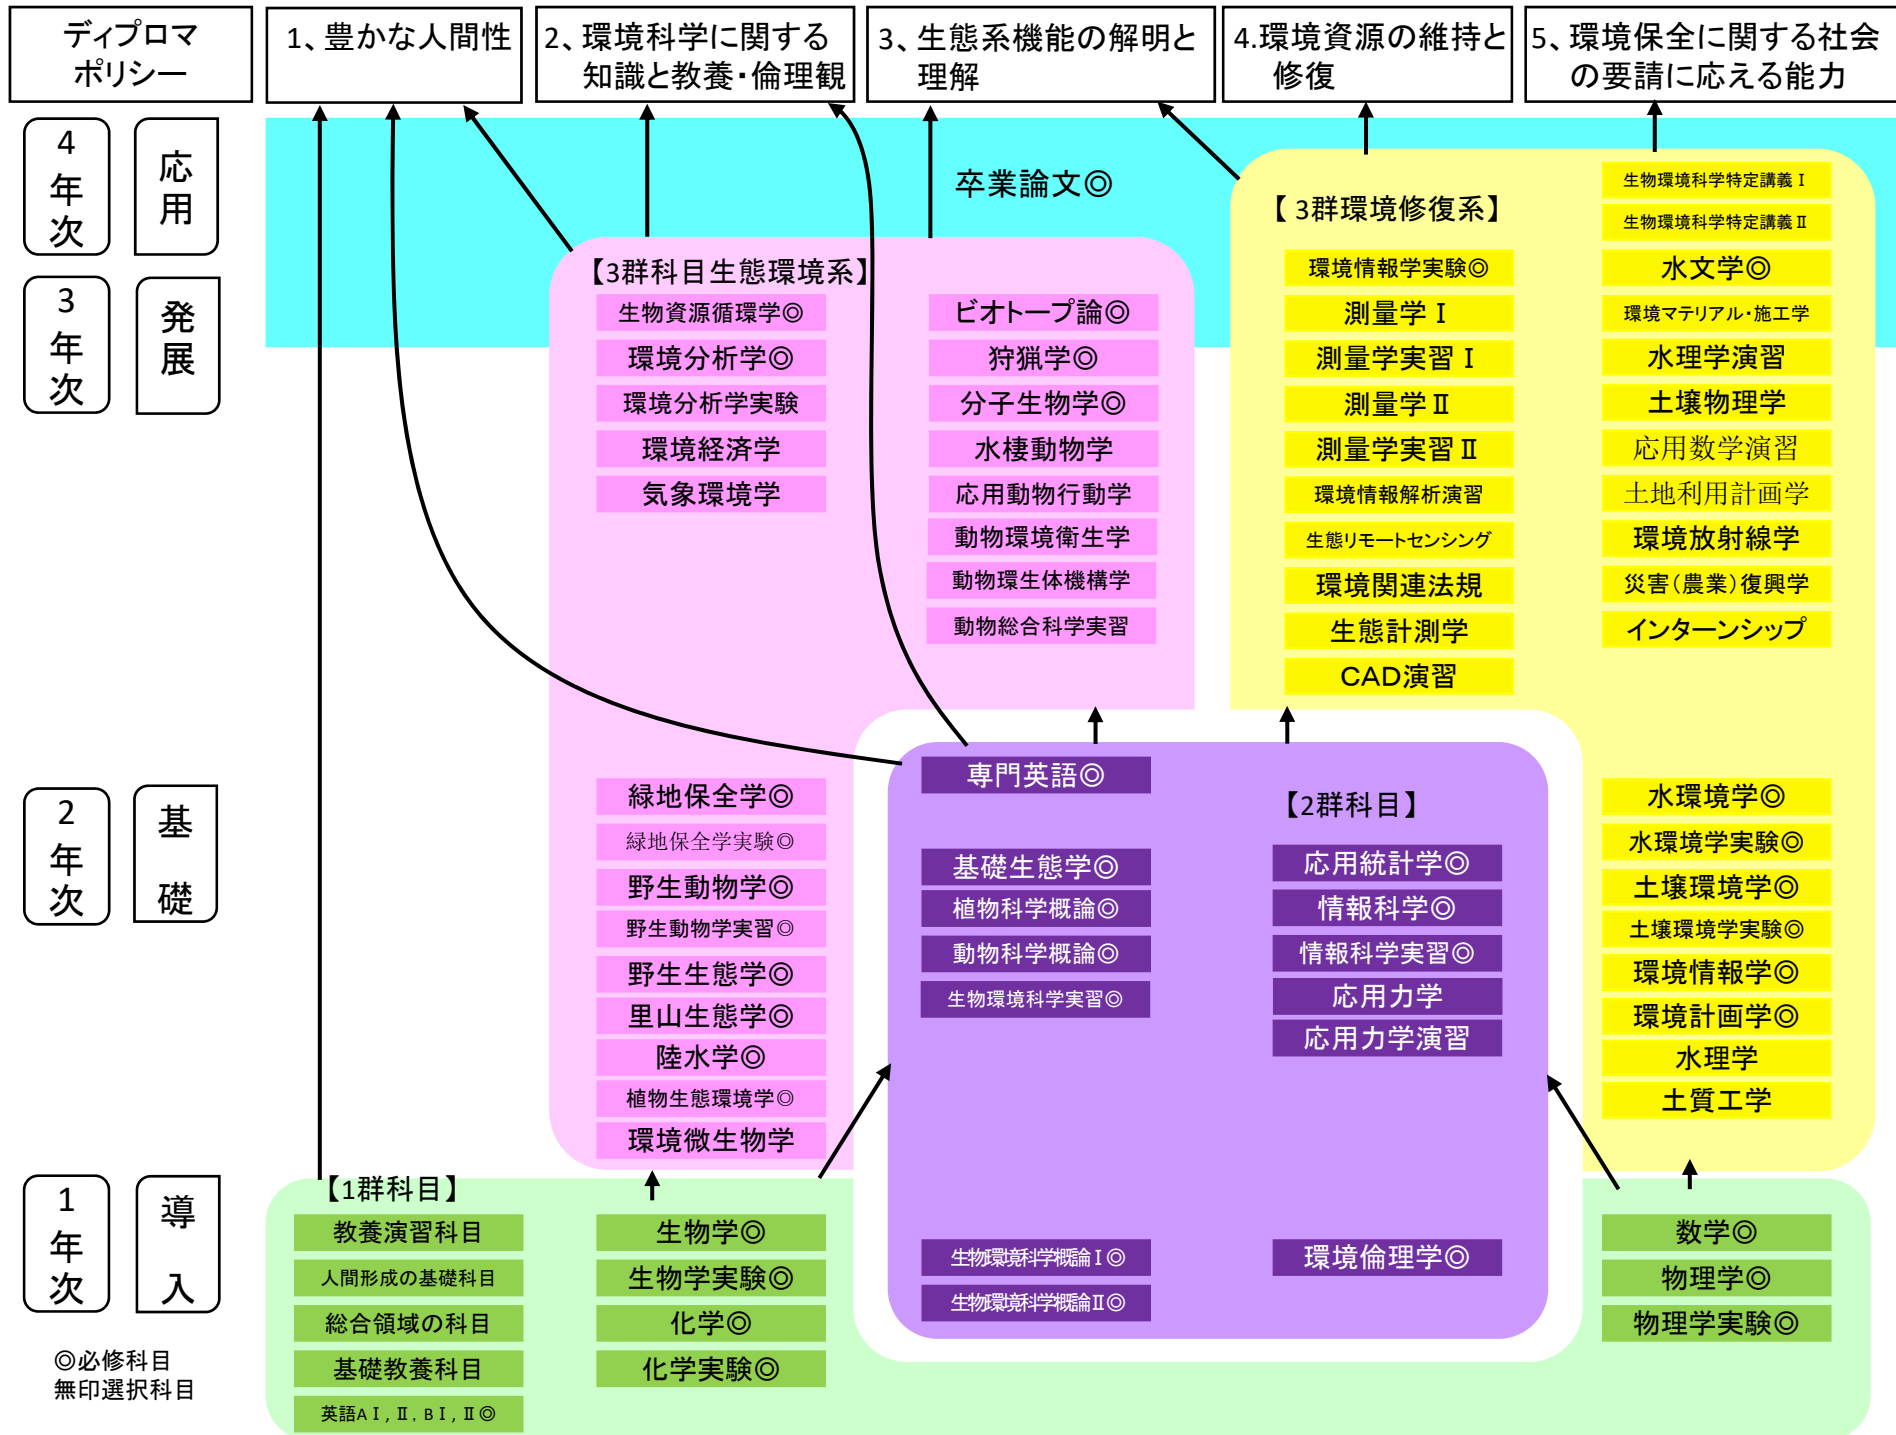 ディプロマ
ポリシー
1、豊かな人間性
2、環境科学に関する
知識と教養・倫理観
3、生態系機能の解明と
理解
4.環境資源の維持と
修復
5、環境保全に関する社会
の要請に応える能力
4年次
応用
3年次
発展
2年次
基礎
1年次
導入
◎必修科目
無印選択科目
卒業論文◎
【3群科目生態環境系】
生物資源循環学◎
環境分析学◎
環境分析学実験
環境経済学
気象環境学
ビオトープ論◎
狩猟学◎
分子生物学◎
水棲動物学
応用動物行動学
動物環境衛生学
動物環生体機構学
動物総合科学実習
緑地保全学◎
緑地保全学実験◎
野生動物学◎
野生動物学実習◎
野生生態学◎
里山生態学◎
陸水学◎
植物生態環境学◎
環境微生物学
【 3群環境修復系】
環境情報学実験◎
測量学Ⅰ
測量学実習Ⅰ
測量学Ⅱ
測量学実習Ⅱ
環境情報解析演習
生態リモートセンシング
環境関連法規
生態計測学
CAD演習
生物環境科学特定講義Ⅰ
生物環境科学特定講義Ⅱ
水文学◎
環境マテリアル・施工学
水理学演習
土壌物理学
応用数学演習
土地利用計画学
環境放射線学
災害(農業)復興学
インターンシップ
水環境学◎
水環境学実験◎
土壌環境学◎
土壌環境学実験◎
環境情報学◎
環境計画学◎
水理学
土質工学
専門英語◎
【2群科目】
基礎生態学◎
植物科学概論◎
動物科学概論◎
生物環境科学実習◎
応用統計学◎
情報科学◎
情報科学実習◎
応用力学
応用力学演習
生物環境科学概論Ⅰ◎
生物環境科学概論Ⅱ◎
環境倫理学◎
【1群科目】
教養演習科目
人間形成の基礎科目
総合領域の科目
基礎教養科目
英語AⅠ,Ⅱ, BⅠ,Ⅱ◎
生物学◎
生物学実験◎
化学◎
化学実験◎
数学◎
物理学◎
物理学実験◎